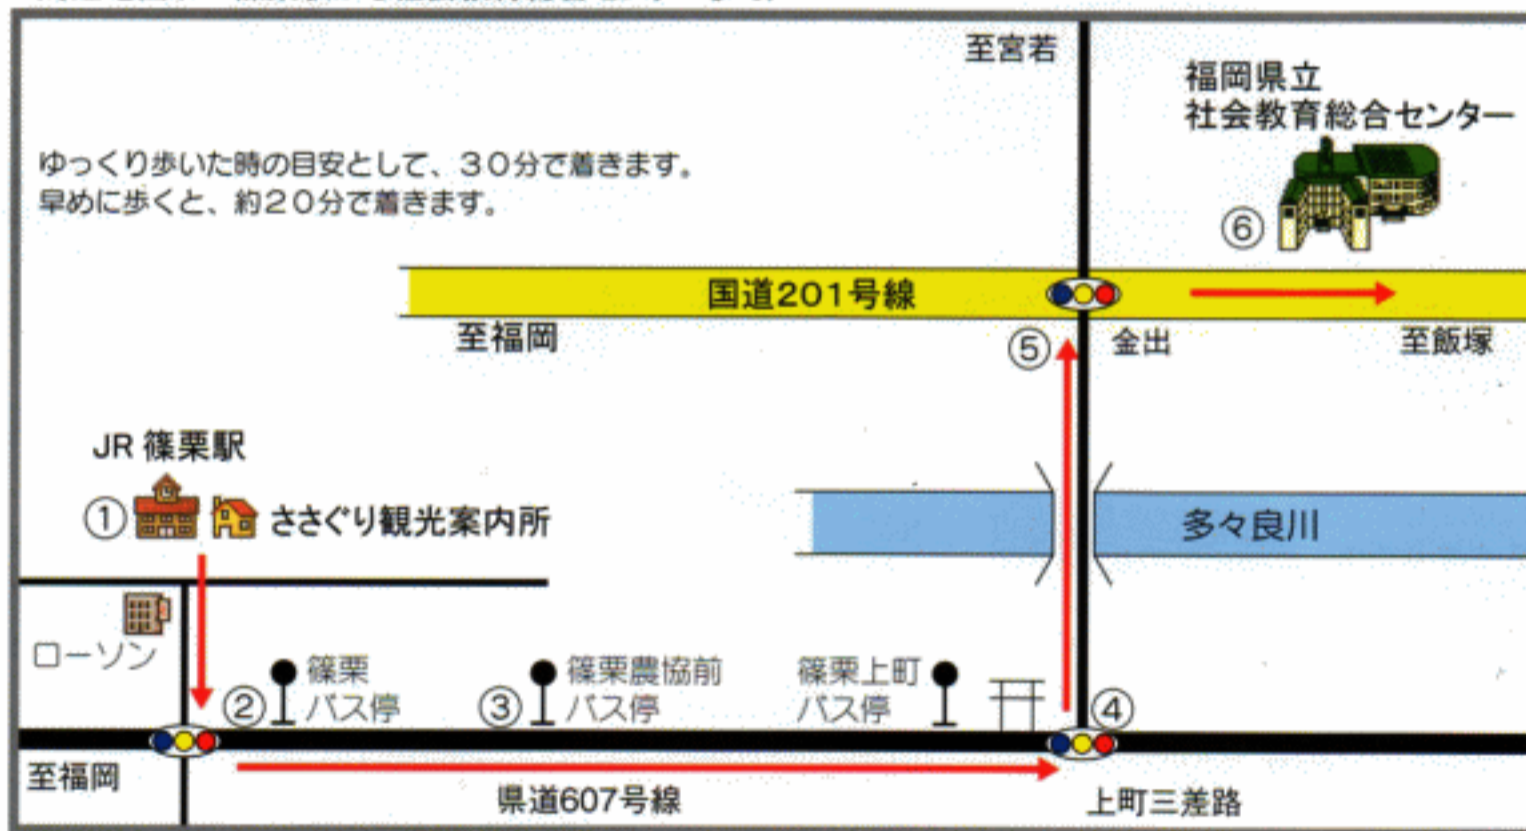 至宮若
福岡県立
社会教育総合センター
ゆっくり歩いた時の目安として、30分で着きます。
早めに歩くと、約20分で着きます。
⑥
国道201号線
至福岡
⑤
金出
至飯塚
JR 篠栗駅
①
ささぐり観光案内所
多々良川
ローソン
②
篠栗
バス停
③
篠栗農協前
バス停
篠栗上町
バス停
④
至福岡
県道607号線
上町三差路